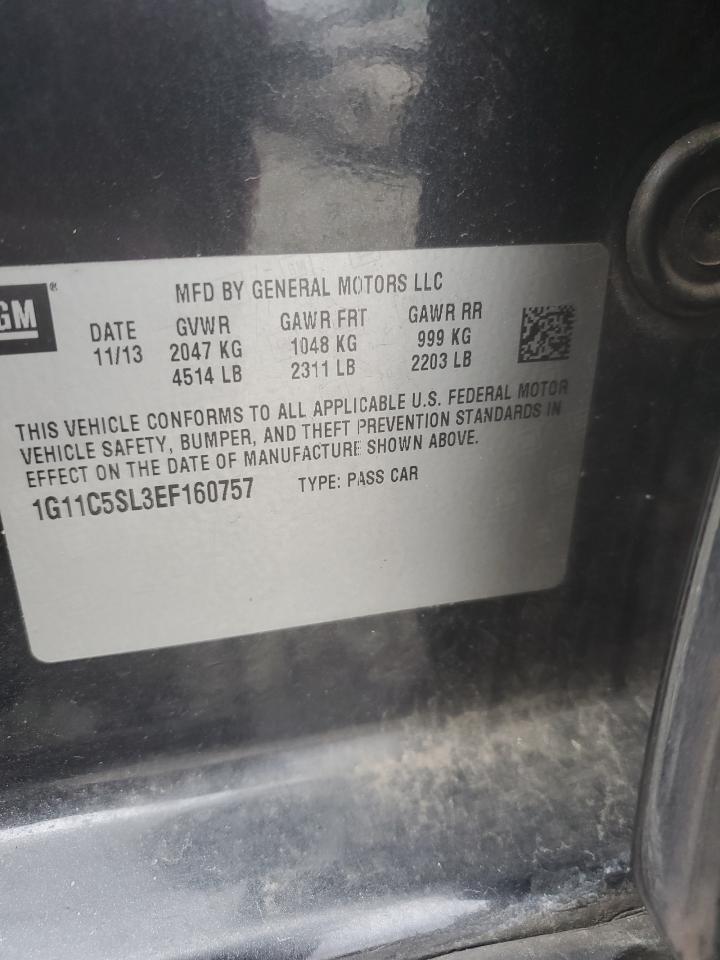 GM ®
MFD BY GENERAL MOTORS LLC
DATE GVWR GAWR FRT GAWR RR
11/13 2047 KG 1048 KG 999 KG
4514 LB 2311 LB 2203 LB
THIS VEHICLE CONFORMS TO ALL APPLICABLE U.S. FEDERAL MOTOR
VEHICLE SAFETY, BUMPER, AND THEFT PREVENTION STANDARDS IN
EFFECT ON THE DATE OF MANUFACTURE SHOWN ABOVE.
1G11C5SL3EF160757 TYPE: PASS CAR